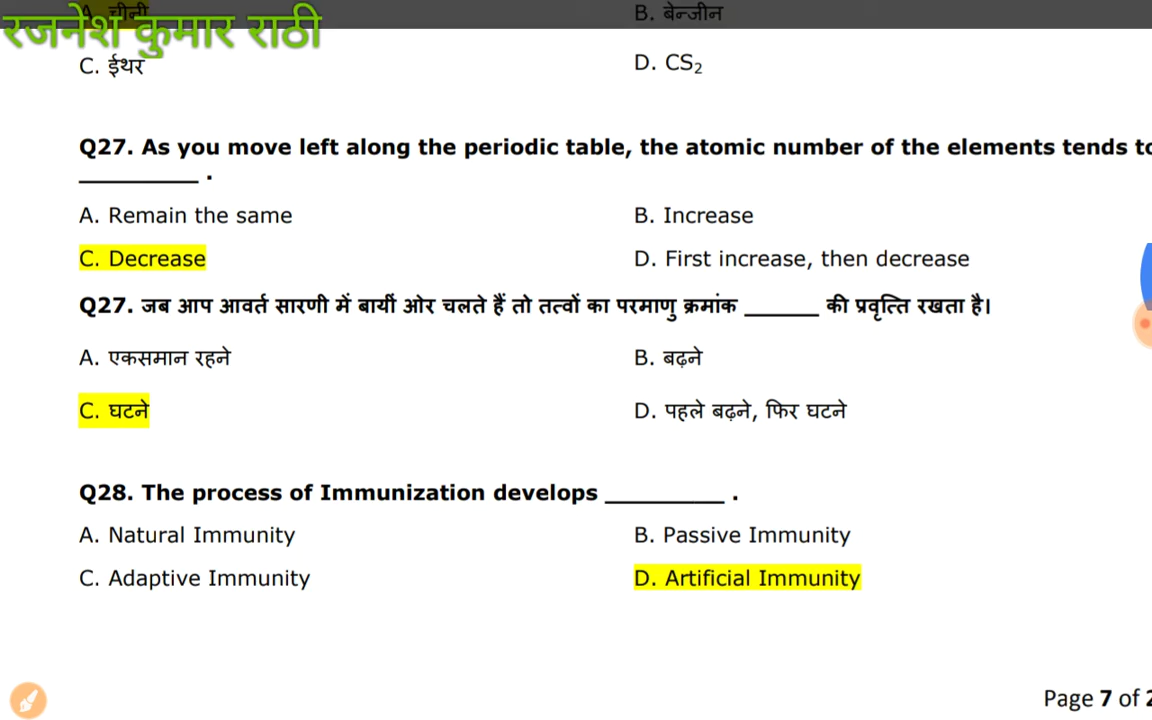 रजनेश कुमार राठी
A. चीनी B. बेन्जीन
C. ईथर D. CS₂
Q27. As you move left along the periodic table, the atomic number of the elements tends to
__________ .
A. Remain the same B. Increase
C. Decrease D. First increase, then decrease
Q27. जब आप आवर्त सारणी में बायीं ओर चलते हैं तो तत्वों का परमाणु क्रमांक ______ की प्रवृत्ति रखता है।
A. एकसमान रहने B. बढ़ने
C. घटने D. पहले बढ़ने, फिर घटने
Q28. The process of Immunization develops __________ .
A. Natural Immunity B. Passive Immunity
C. Adaptive Immunity D. Artificial Immunity
Page 7 of 2